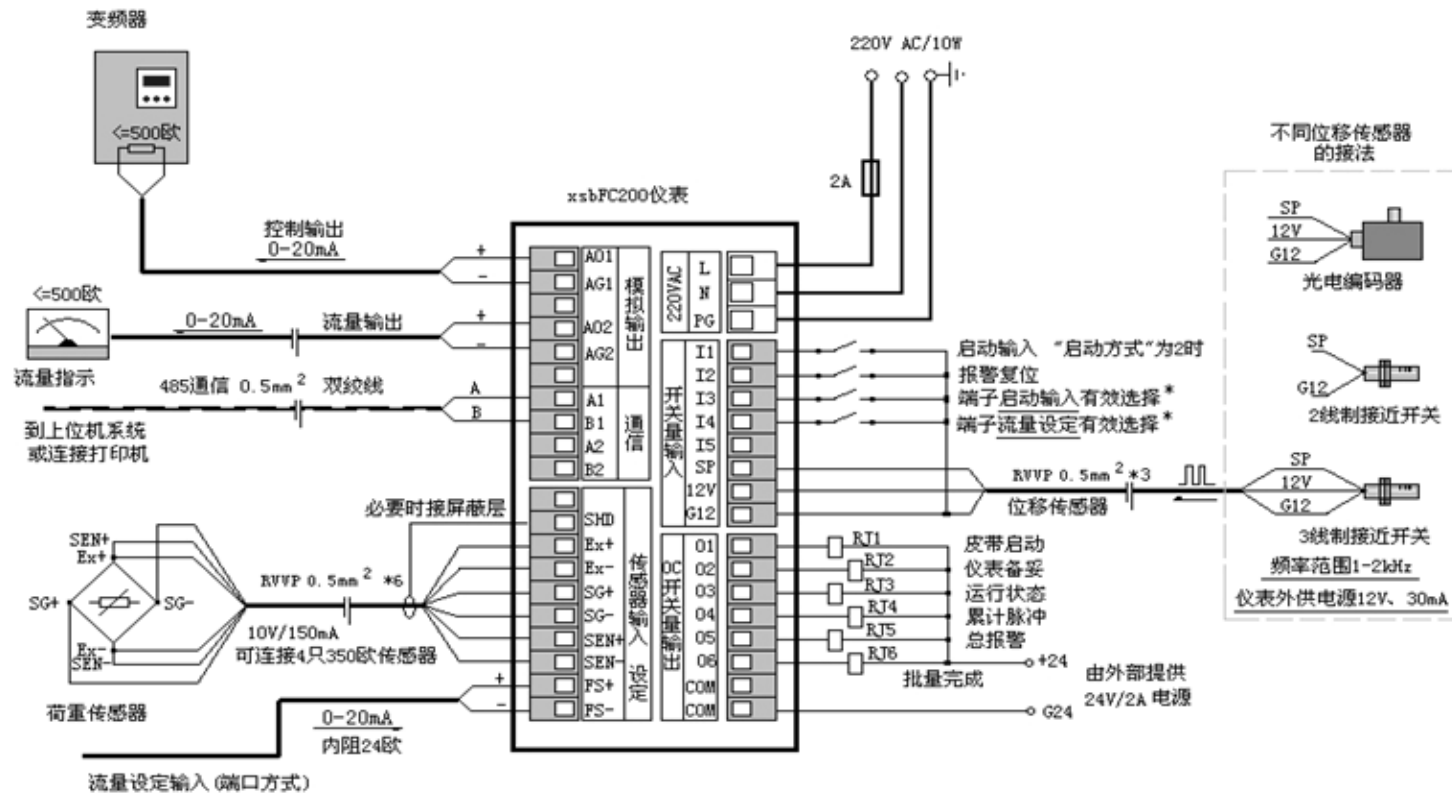 变频器
<=500欧
控制输出
0-20mA
+
-
<=500欧
流量指示
0-20mA
流量输出
+
-
485通信 0.5mm2 双绞线
A
B
到上位机系统
或连接打印机
必要时接屏蔽层
SEN+
Ex+
SG+
SG-
Ex-
SEN-
RVVP 0.5mm2 *6
10V/150mA
可连接4只350欧传感器
荷重传感器
+
-
0-20mA
内阻24欧
流量设定输入(端口方式)
xsbFC200仪表
AO1
AG1
AO2
AG2
模拟输出
A1
B1
A2
B2
通信
SHD
Ex+
Ex-
SG+
SG-
SEN+
SEN-
FS+
FS-
传感器输入
设定
220VAC
L
N
PG
开关量输入
I1
I2
I3
I4
I5
SP
12V
G12
OC开关量输出
O1
O2
O3
O4
O5
O6
COM
COM
220V AC/10W
2A
启动输入 "启动方式"为2时
报警复位
端子启动输入有效选择*
端子流量设定有效选择*
RVVP 0.5mm2 *3
位移传感器
RJ1 皮带启动
RJ2 仪表备妥
RJ3 运行状态
RJ4 累计脉冲
RJ5 总报警
RJ6
批量完成
+24
G24
由外部提供
24V/2A 电源
不同位移传感器
的接法
SP
12V
G12
光电编码器
SP
G12
2线制接近开关
SP
12V
G12
3线制接近开关
频率范围1-2kHz
仪表外供电源12V、30mA